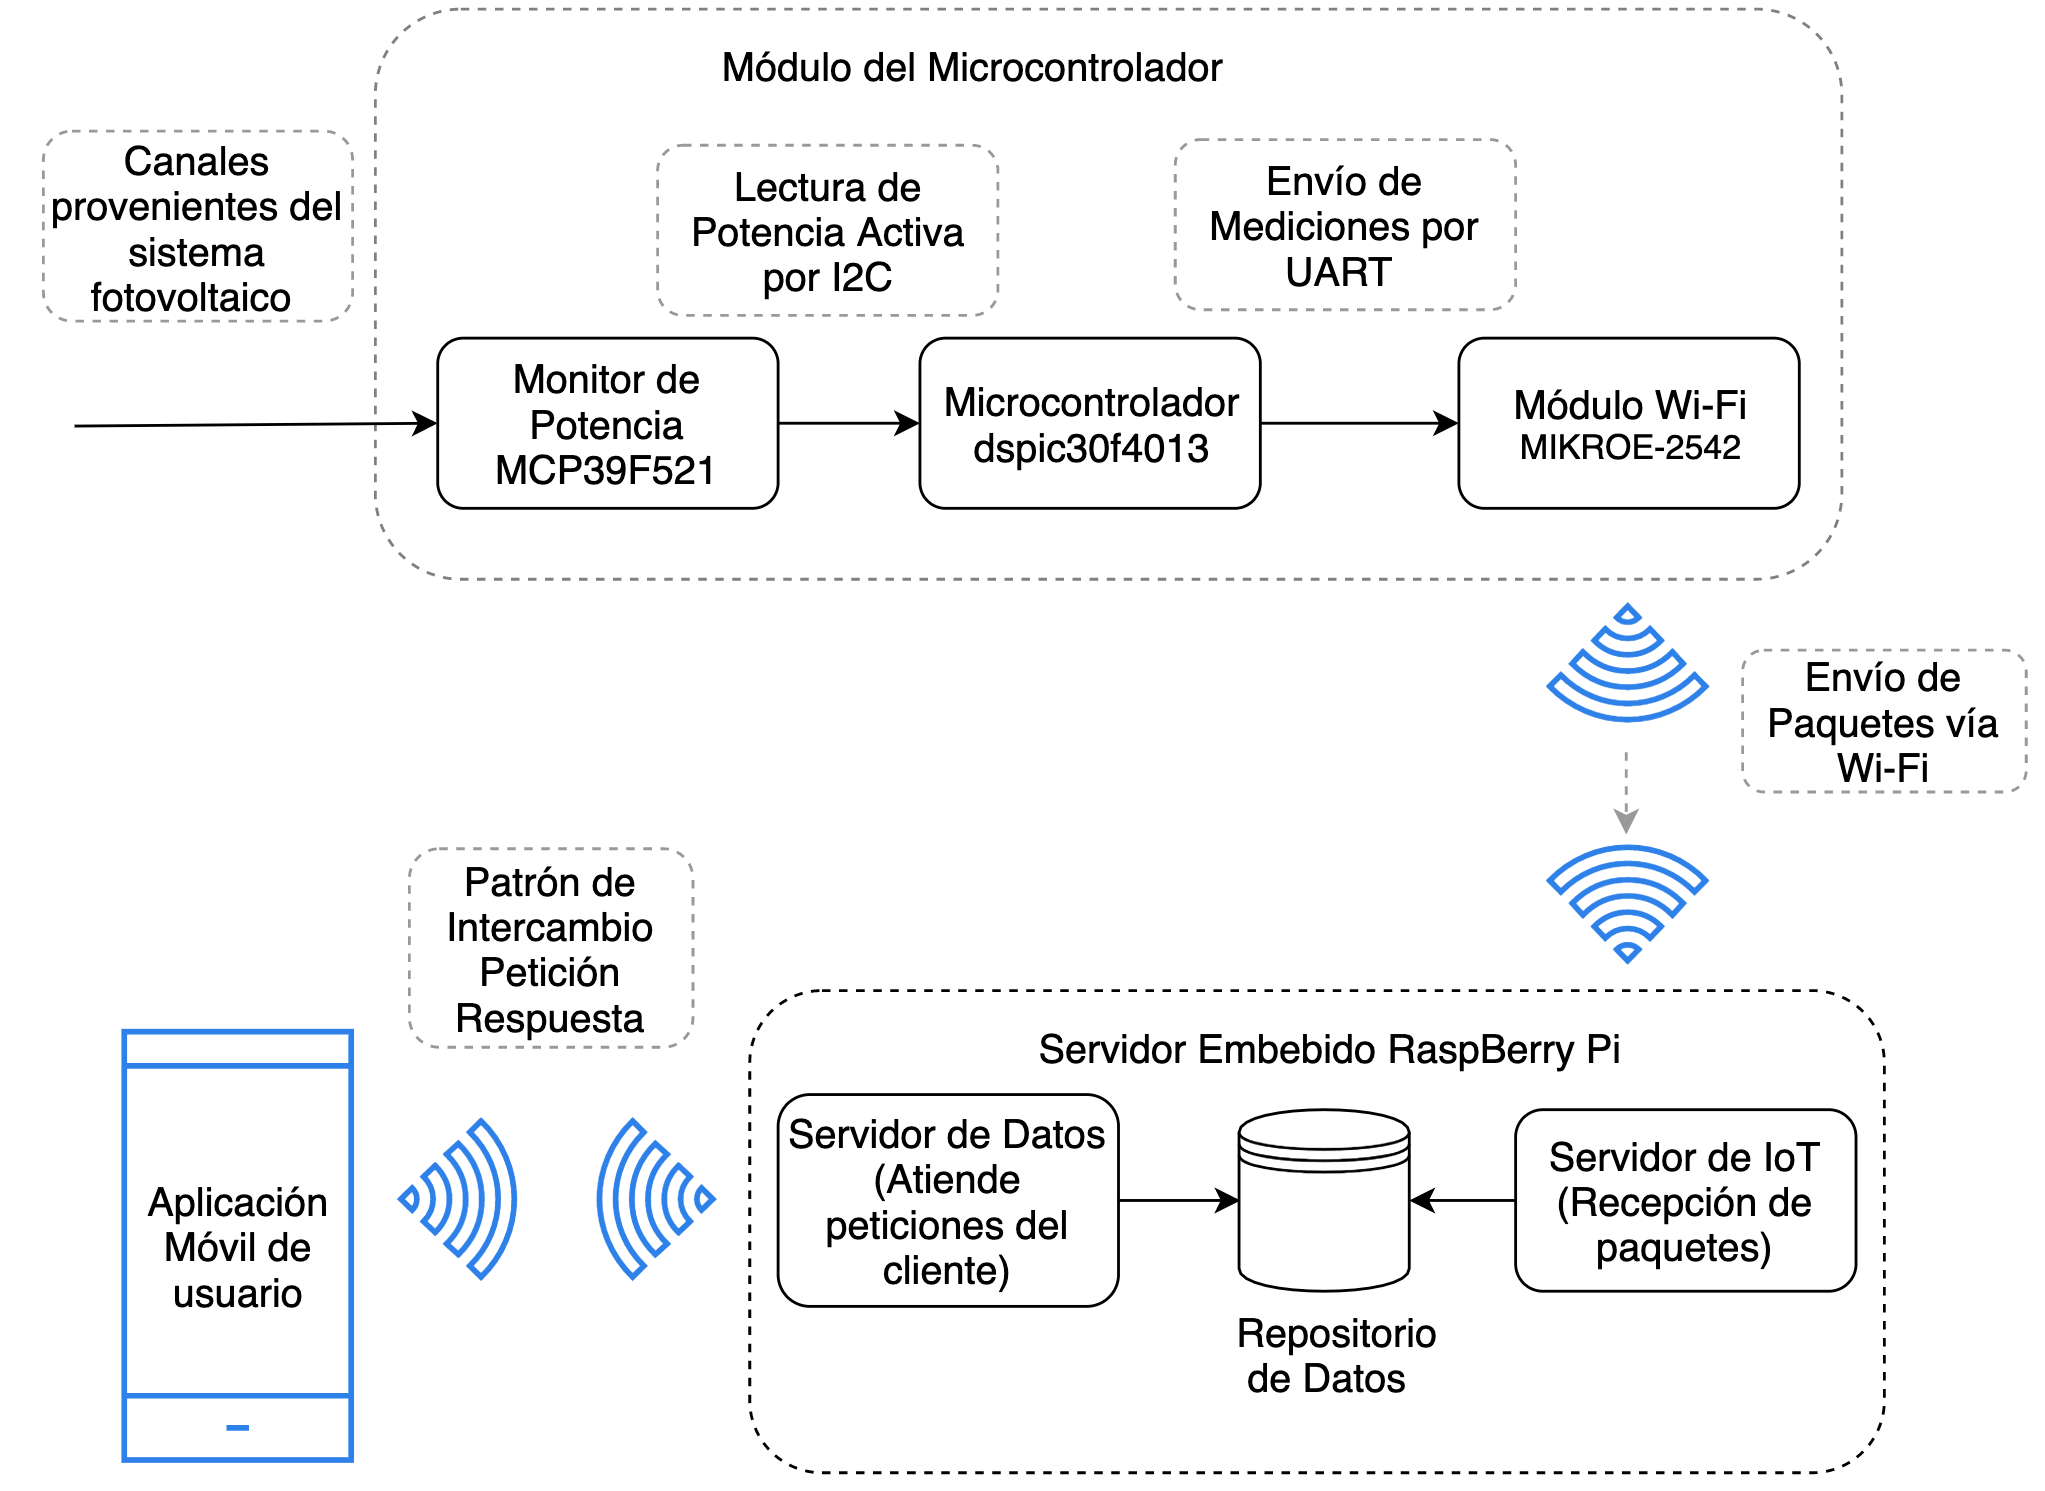 Módulo del Microcontrolador
Canales
provenientes del
sistema
fotovoltaico
Lectura de
Potencia Activa
por I2C
Envío de
Mediciones por
UART
Monitor de
Potencia
MCP39F521
Microcontrolador
dspic30f4013
Módulo Wi-Fi
MIKROE-2542
Envío de
Paquetes vía
Wi-Fi
Patrón de
Intercambio
Petición
Respuesta
Servidor Embebido RaspBerry Pi
Aplicación
Móvil de
usuario
Servidor de Datos
(Atiende
peticiones del
cliente)
Repositorio
de Datos
Servidor de IoT
(Recepción de
paquetes)